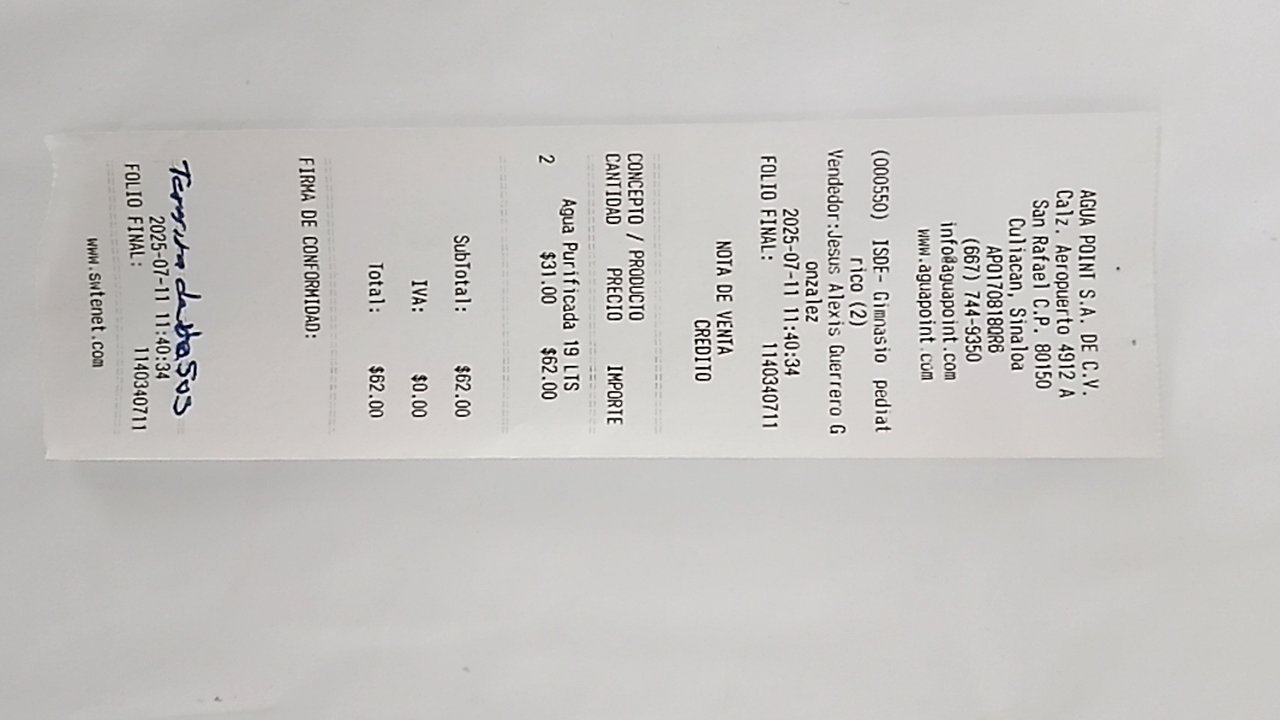 AGUA POINT S.A. DE C.V.
Calz. Aeropuerto 4912 A
San Rafael C.P. 80150
Culiacan, Sinaloa
APO170818QR6
(667) 744-9350
info@aguapoint.com
www.aguapoint.com
(000550) ISDE- Gimnasio pediat
rico (2)
Vendedor:Jesus Alexis Guerrero G
onzalez
2025-07-11 11:40:34
FOLIO FINAL: 1140340711
NOTA DE VENTA
CREDITO
CONCEPTO / PRODUCTO
CANTIDAD PRECIO IMPORTE
Agua Purificada 19 LTS
2 $31.00 $62.00
SubTotal: $62.00
IVA: $0.00
Total: $62.00
FIRMA DE CONFORMIDAD:
2025-07-11 11:40:34
FOLIO FINAL: 1140340711
www.swfenet.com